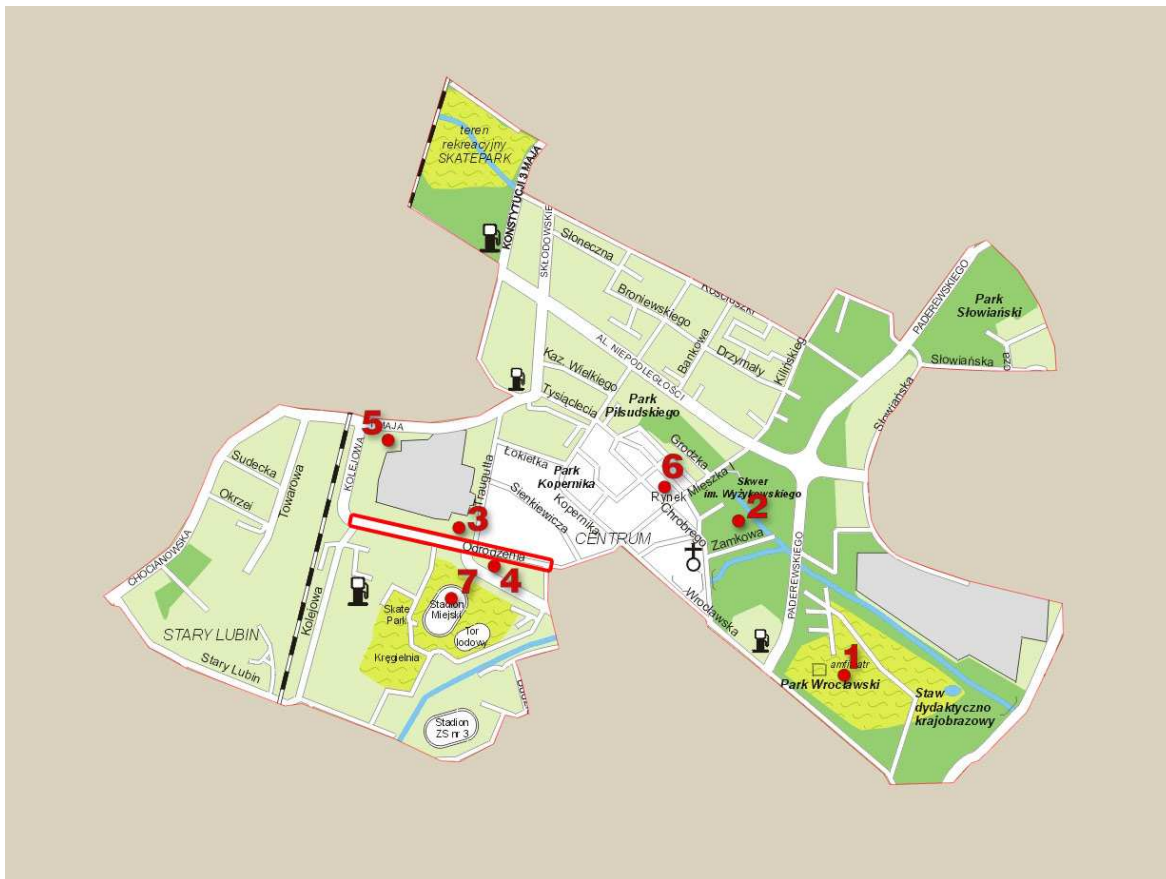 teren
rekreacyjny
SKATEPARK
KONSTYTUCJI 3 MAJA
SKŁODOWSKIE
Słoneczna
Broniewskiego
Kościuszki
Bankowa
Drzymały
Kilińskieg
PADEREWSKIEGO
Park
Słowiański
Słowiańska
Słowiańska
AL. NIEPODLEGŁOŚCI
Kaz. Wielkiego
Tysiąclecia
Park
Piłsudskiego
5
MAJA
KOLEJOWA
Sudecka
Okrzei
Towarowa
Łokietka
Traugutta
Park
Kopernika
Sienkiewicza
Kopernika
Grodzka
6
Mieszka I
Rynek
Chrobrego
Skwer
im. Wyżykowskiego
2
Zamkowa
CENTRUM
3
Odrodzenia
4
CHOCIANOWSKA
Kolejowa
STARY LUBIN
Stary Lubin
7
Skate
Park
Stadion
Miejski
Tor
lodowy
Kręgielnia
Stadion
ZS nr 3
Wrocławska
PADEREWSKIEGO
1
amfiteatr
Park Wrocławski
Staw
dydaktyczno
krajobrazowy